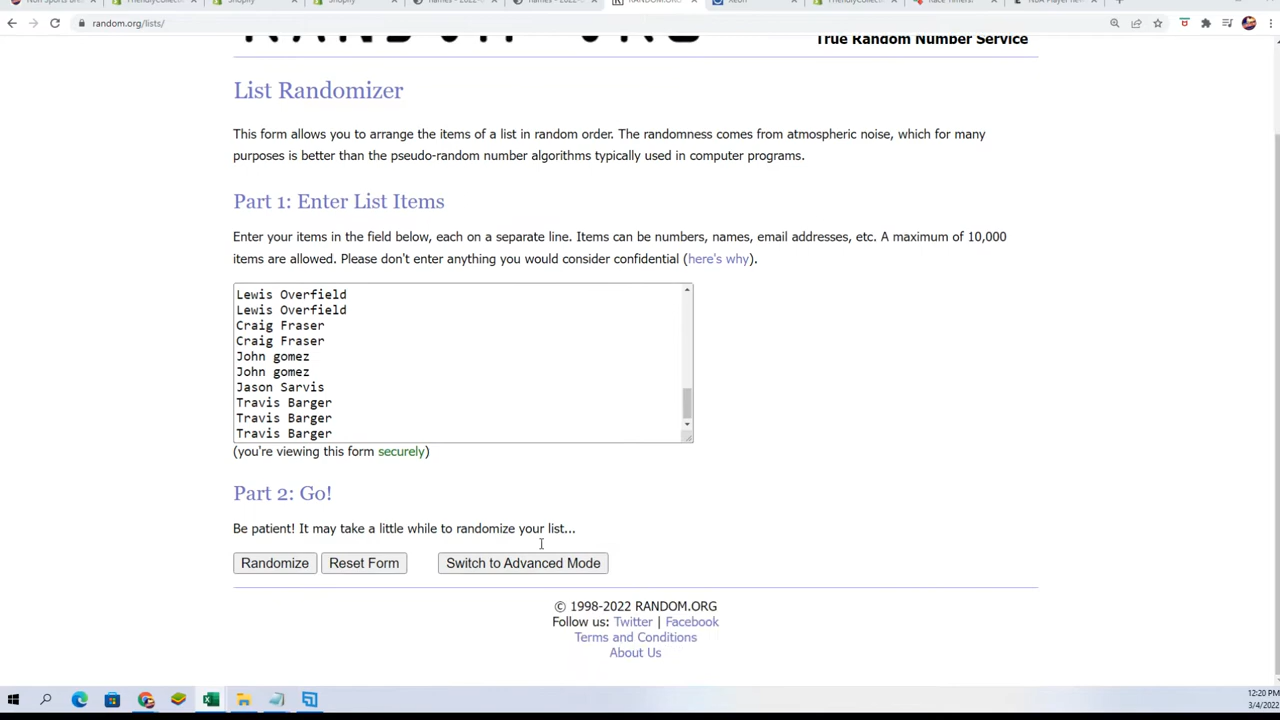 random.org/lists/
True Random Number Service
List Randomizer
This form allows you to arrange the items of a list in random order. The randomness comes from atmospheric noise, which for many
purposes is better than the pseudo-random number algorithms typically used in computer programs.
Part 1: Enter List Items
Enter your items in the field below, each on a separate line. Items can be numbers, names, email addresses, etc. A maximum of 10,000
items are allowed. Please don't enter anything you would consider confidential (here's why).
Lewis Overfield
Lewis Overfield
Craig Fraser
Craig Fraser
John gomez
John gomez
Jason Sarvis
Travis Barger
Travis Barger
Travis Barger
(you're viewing this form securely)
Part 2: Go!
Be patient! It may take a little while to randomize your list...
Randomize Reset Form Switch to Advanced Mode
© 1998-2022 RANDOM.ORG
Follow us: Twitter | Facebook
Terms and Conditions
About Us
12:20 PM
3/4/2022